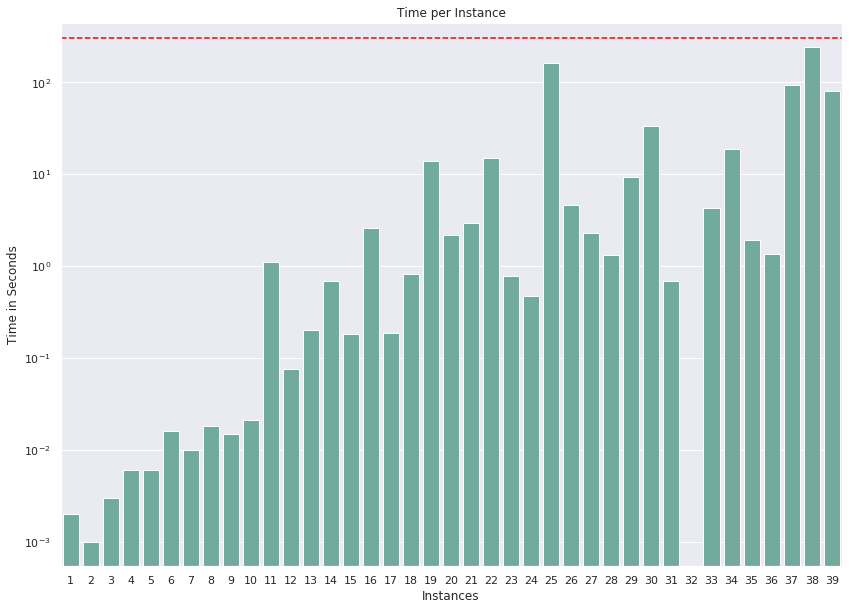 Time per Instance
Time in Seconds
10²
10¹
10⁰
10⁻¹
10⁻²
10⁻³
1 2 3 4 5 6 7 8 9 10 11 12 13 14 15 16 17 18 19 20 21 22 23 24 25 26 27 28 29 30 31 32 33 34 35 36 37 38 39
Instances